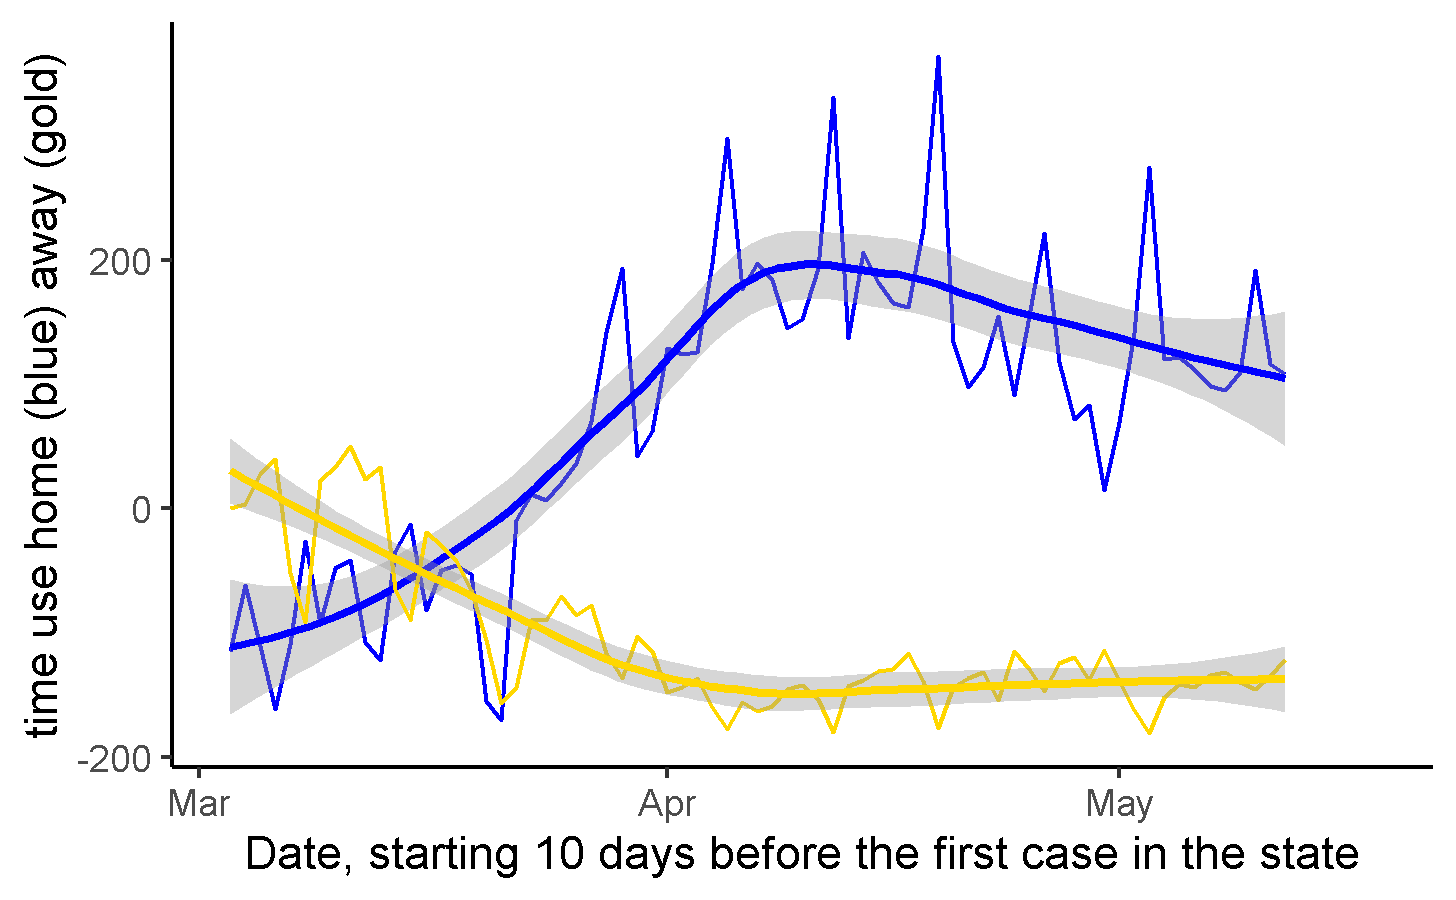 time use home (blue) away (gold)
200
0
-200
Mar
Apr
May
Date, starting 10 days before the first case in the state